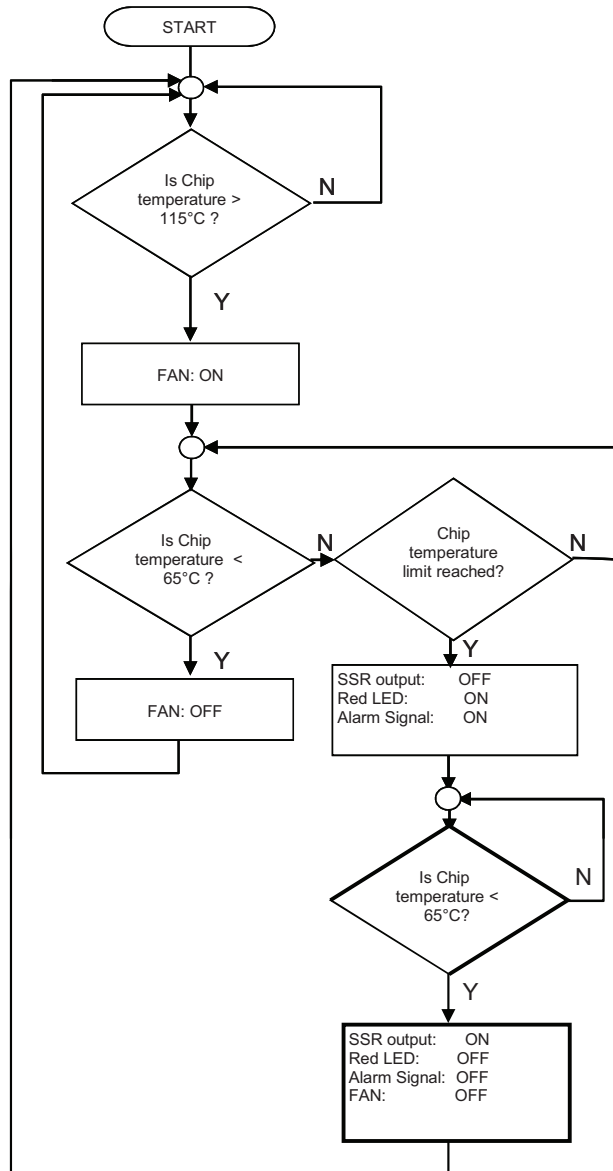 START
Is Chip
temperature >
115°C ?
N
Y
FAN: ON
Is Chip
temperature <
65°C ?
N
Chip
temperature
limit reached?
N
Y
Y
FAN: OFF
SSR output: OFF
Red LED: ON
Alarm Signal: ON
Is Chip
temperature <
65°C?
N
Y
SSR output: ON
Red LED: OFF
Alarm Signal: OFF
FAN: OFF